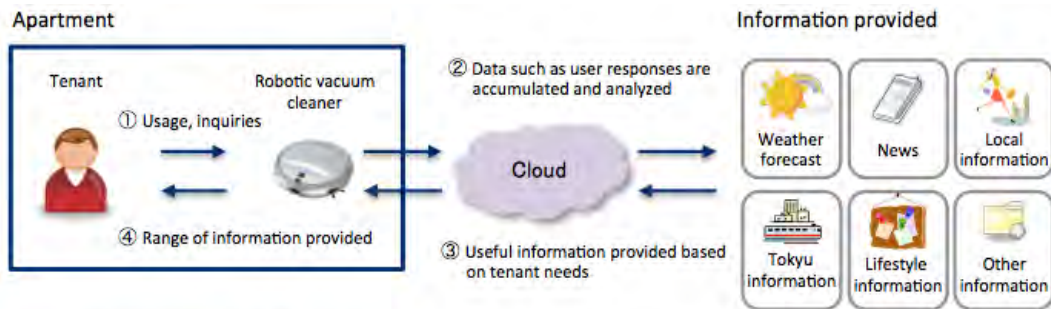 Apartment
Tenant
Robotic vacuum
cleaner
① Usage, inquiries
④ Range of information provided
② Data such as user responses are
accumulated and analyzed
Cloud
③ Useful information provided based
on tenant needs
Information provided
Weather
forecast
News
Local
information
Tokyu
information
Lifestyle
information
Other
information